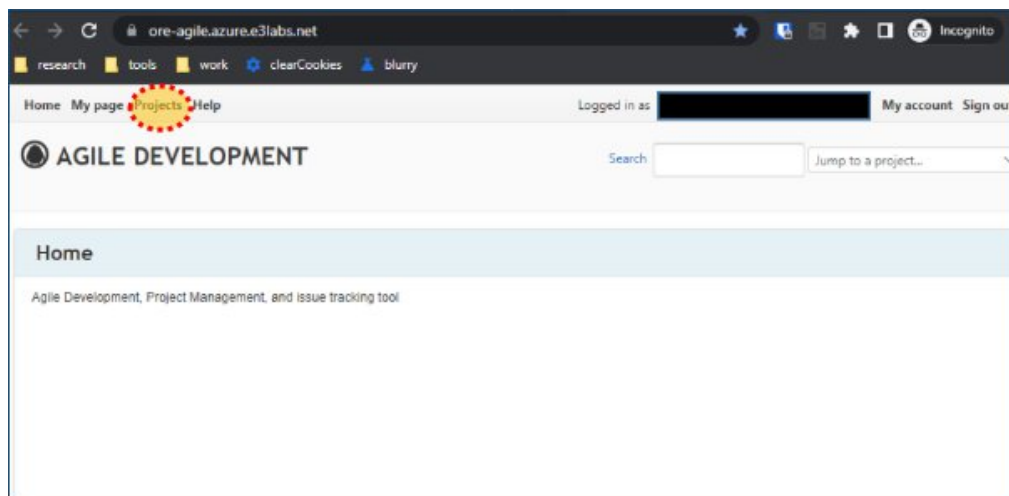 ore-agile.azure.e3labs.net Incognito
research tools work clearCookies blurry
Home My page Projects Help Logged in as My account Sign ou
AGILE DEVELOPMENT Search Jump to a project...
Home
Agile Development, Project Management, and issue tracking tool